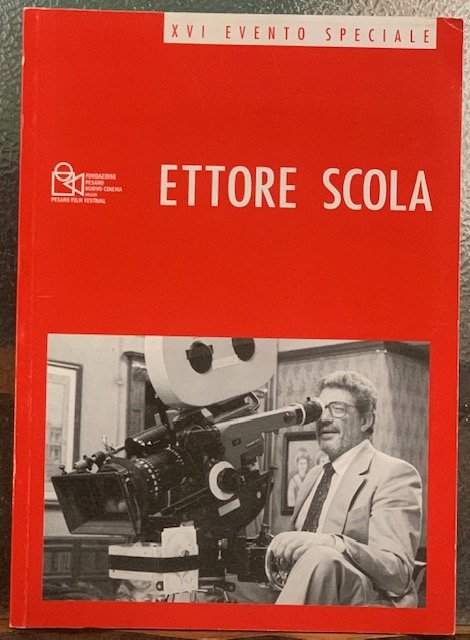 XVI EVENTO SPECIALE
ETTORE SCOLA
FONDAZIONE
PESARO
NUOVO CINEMA
PESARO FILM FESTIVAL